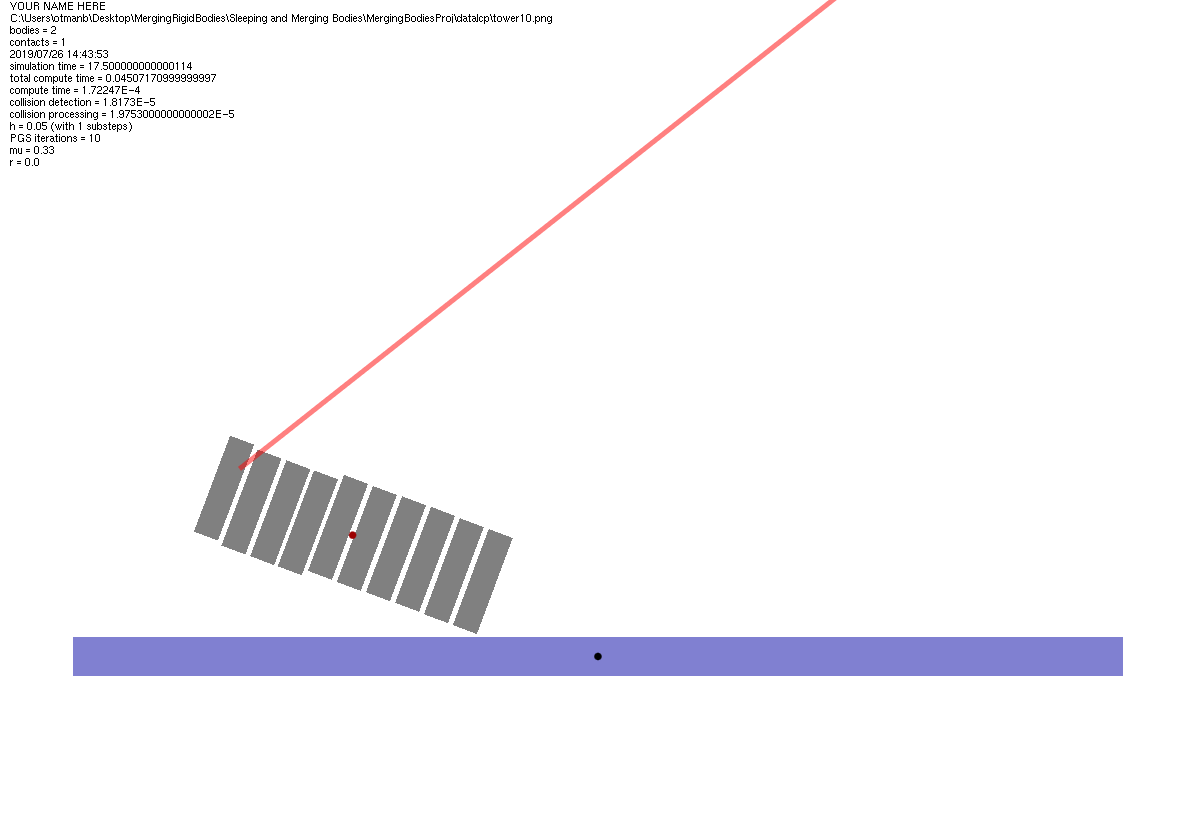 YOUR NAME HERE
C:\Users\otmanb\Desktop\MergingRigidBodies\Sleeping and Merging Bodies\MergingBodiesProj\datalcp\tower10.png
bodies = 2
contacts = 1
2019/07/26 14:43:53
simulation time = 17.500000000000114
total compute time = 0.04507170999999997
compute time = 1.72247E-4
collision detection = 1.8173E-5
collision processing = 1.9753000000000002E-5
h = 0.05 (with 1 substeps)
PGS iterations = 10
mu = 0.33
r = 0.0